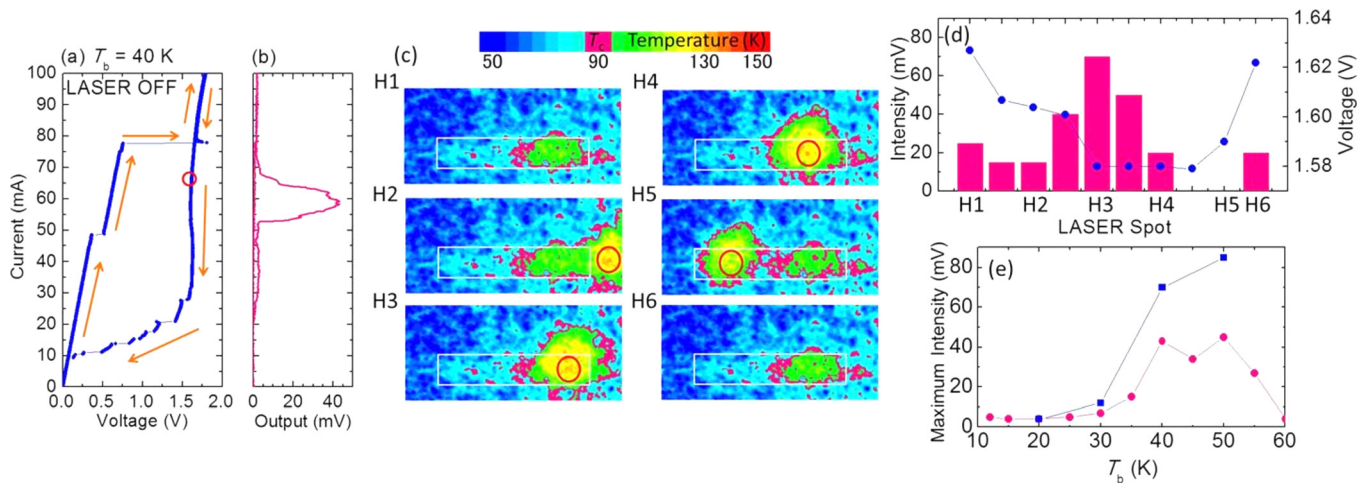 (a) Tb = 40 K
LASER OFF
100
90
80
70
60
50
40
30
20
10
0
Current (mA)
0.0 0.5 1.0 1.5 2.0
Voltage (V)
(b)
0 20 40
Output (mV)
(c)
Tc Temperature (K)
50 90 130 150
H1
H2
H3
H4
H5
H6
(d)
80
60
40
20
0
Intensity (mV)
1.64
1.62
1.60
1.58
Voltage (V)
H1 H2 H3 H4 H5 H6
LASER Spot
(e)
80
60
40
20
0
Maximum Intensity (mV)
10 20 30 40 50 60
Tb (K)